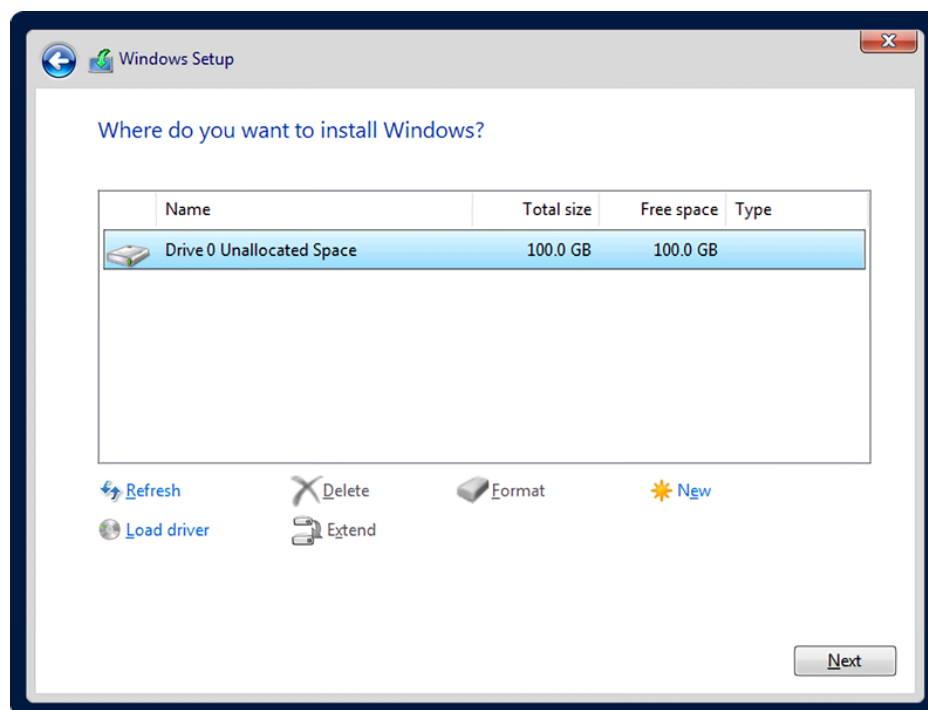 Windows Setup
Where do you want to install Windows?
Name Total size Free space Type
Drive 0 Unallocated Space 100.0 GB 100.0 GB
Refresh Delete Format New
Load driver Extend
Next